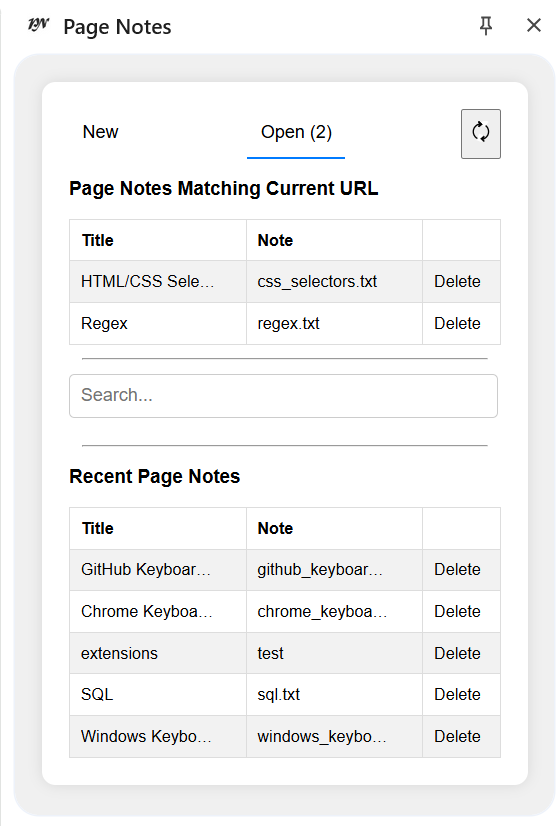 PN Page Notes
New Open (2)
Page Notes Matching Current URL
Title Note
HTML/CSS Sele... css_selectors.txt Delete
Regex regex.txt Delete
Search...
Recent Page Notes
Title Note
GitHub Keyboar... github_keyboar... Delete
Chrome Keyboa... chrome_keyboa... Delete
extensions test Delete
SQL sql.txt Delete
Windows Keybo... windows_keybo... Delete